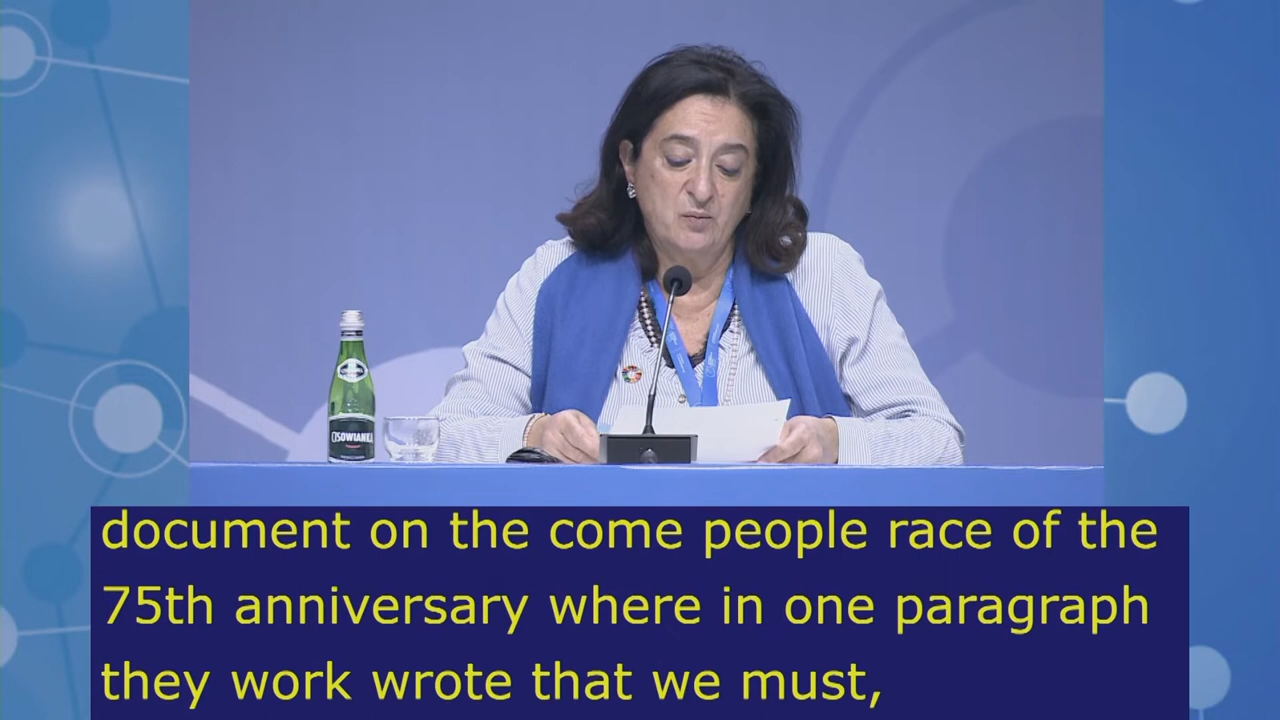 CISOWIANKA
document on the come people race of the
75th anniversary where in one paragraph
they work wrote that we must,